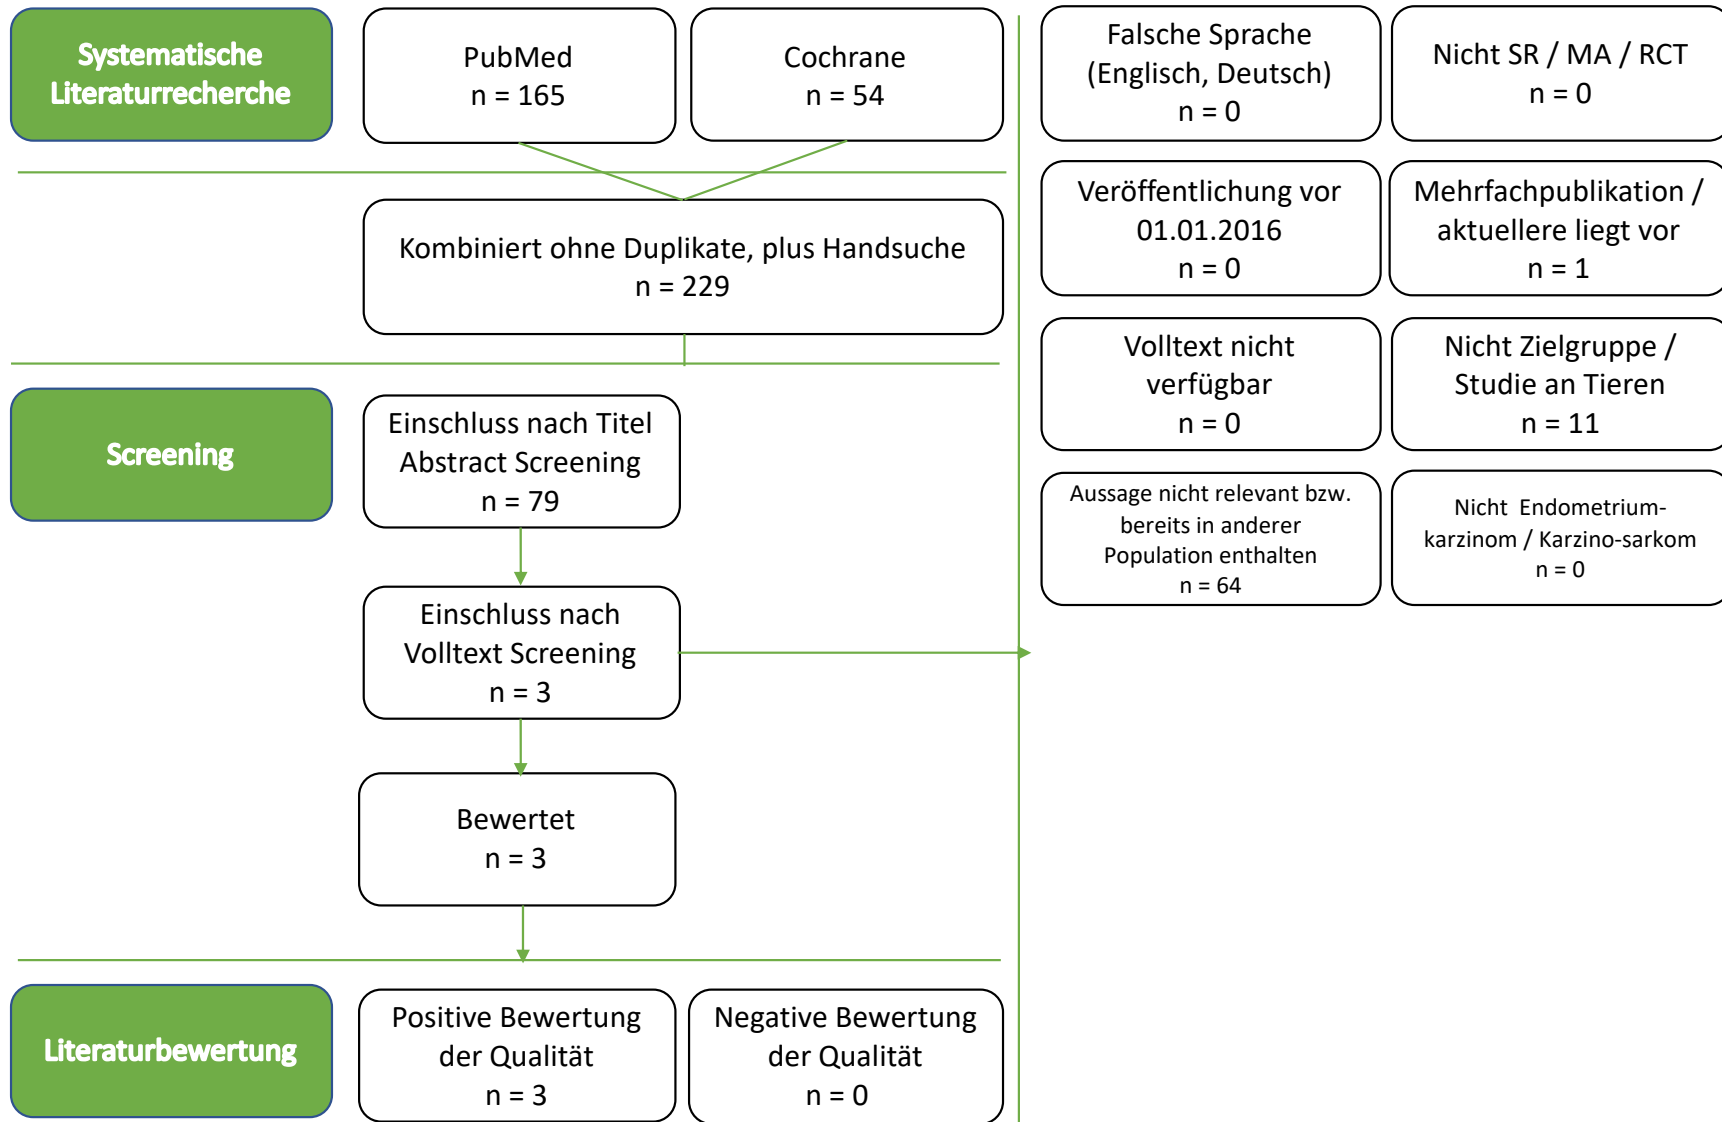 Systematische
Literaturrecherche
PubMed
n = 165
Cochrane
n = 54
Kombiniert ohne Duplikate, plus Handsuche
n = 229
Screening
Einschluss nach Titel
Abstract Screening
n = 79
Einschluss nach
Volltext Screening
n = 3
Bewertet
n = 3
Literaturbewertung
Positive Bewertung
der Qualität
n = 3
Negative Bewertung
der Qualität
n = 0
Falsche Sprache
(Englisch, Deutsch)
n = 0
Nicht SR / MA / RCT
n = 0
Veröffentlichung vor
01.01.2016
n = 0
Mehrfachpublikation /
aktuellere liegt vor
n = 1
Volltext nicht
verfügbar
n = 0
Nicht Zielgruppe /
Studie an Tieren
n = 11
Aussage nicht relevant bzw.
bereits in anderer
Population enthalten
n = 64
Nicht Endometrium-
karzinom / Karzino-sarkom
n = 0